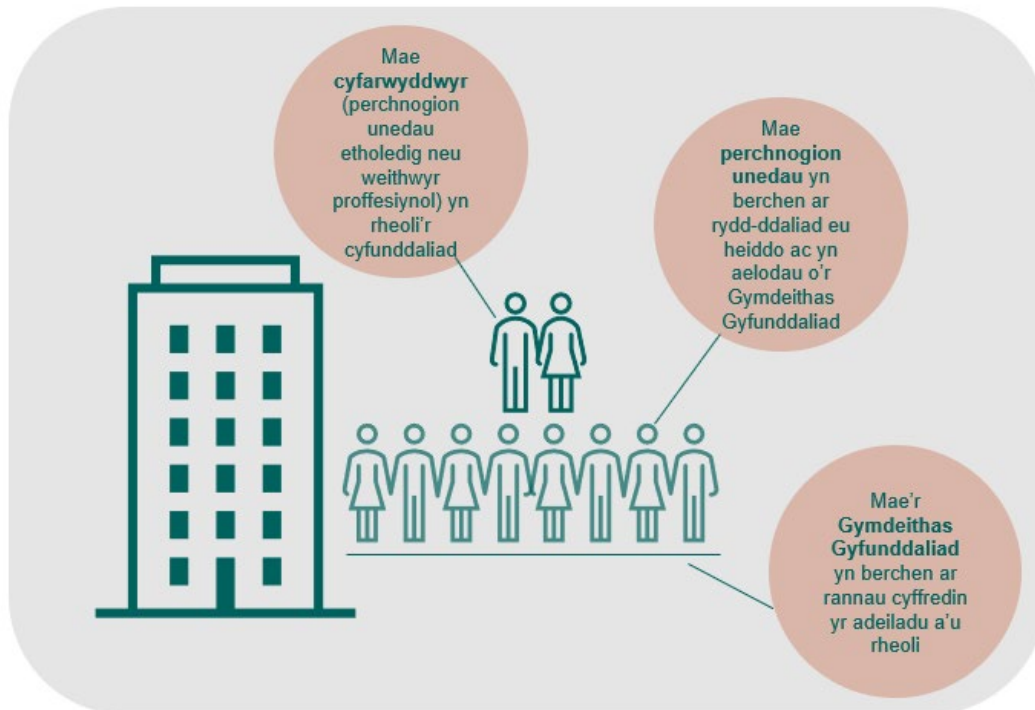 Mae
cyfarwyddwyr
(perchnogion
unedau
etholedig neu
weithwyr
proffesiynol) yn
rheoli'r
cyfunddaliad
Mae
perchnogion
unedau yn
berchen ar
rydd-ddaliad eu
heiddo ac yn
aelodau o'r
Gymdeithas
Gyfunddaliad
Mae'r
Gymdeithas
Gyfunddaliad
yn berchen ar
rannau cyffredin
yr adeiladu a'u
rheoli